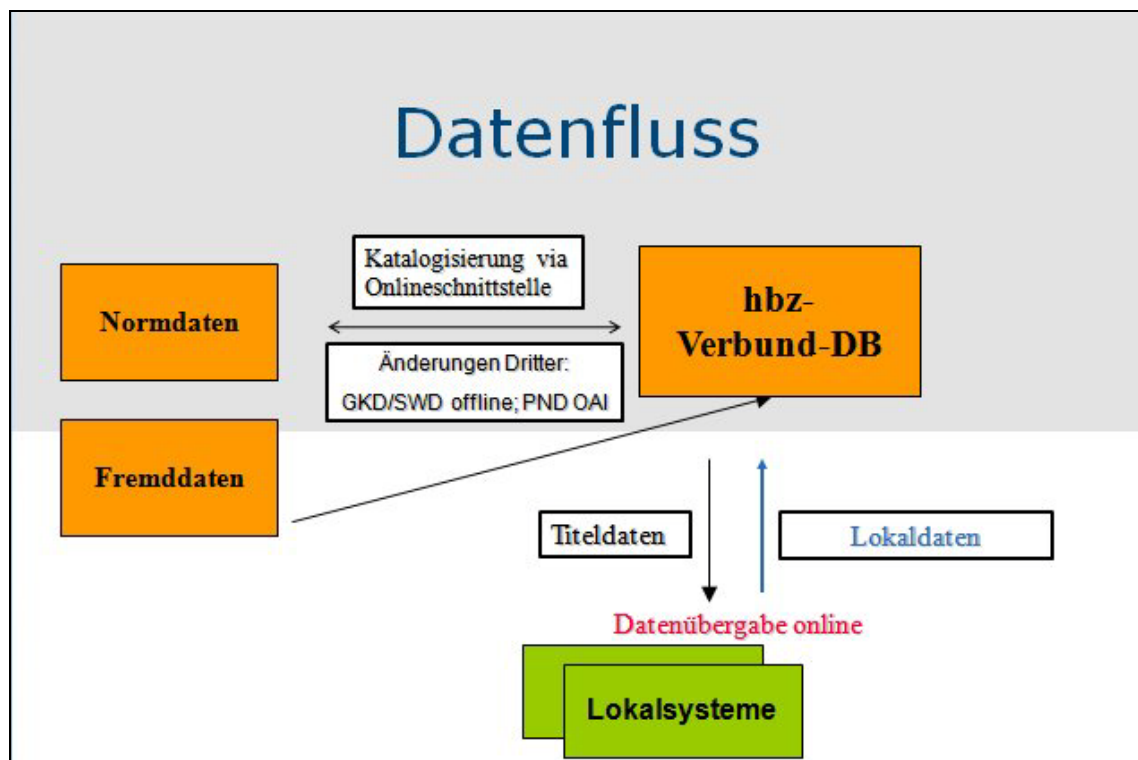 Datenfluss
Katalogisierung via
Onlineschnittstelle
Normdaten
hbz-
Verbund-DB
Änderungen Dritter:
GKD/SWD offline; PND OAI
Fremddaten
Titeldaten
Lokaldaten
Datenübergabe online
Lokalsysteme